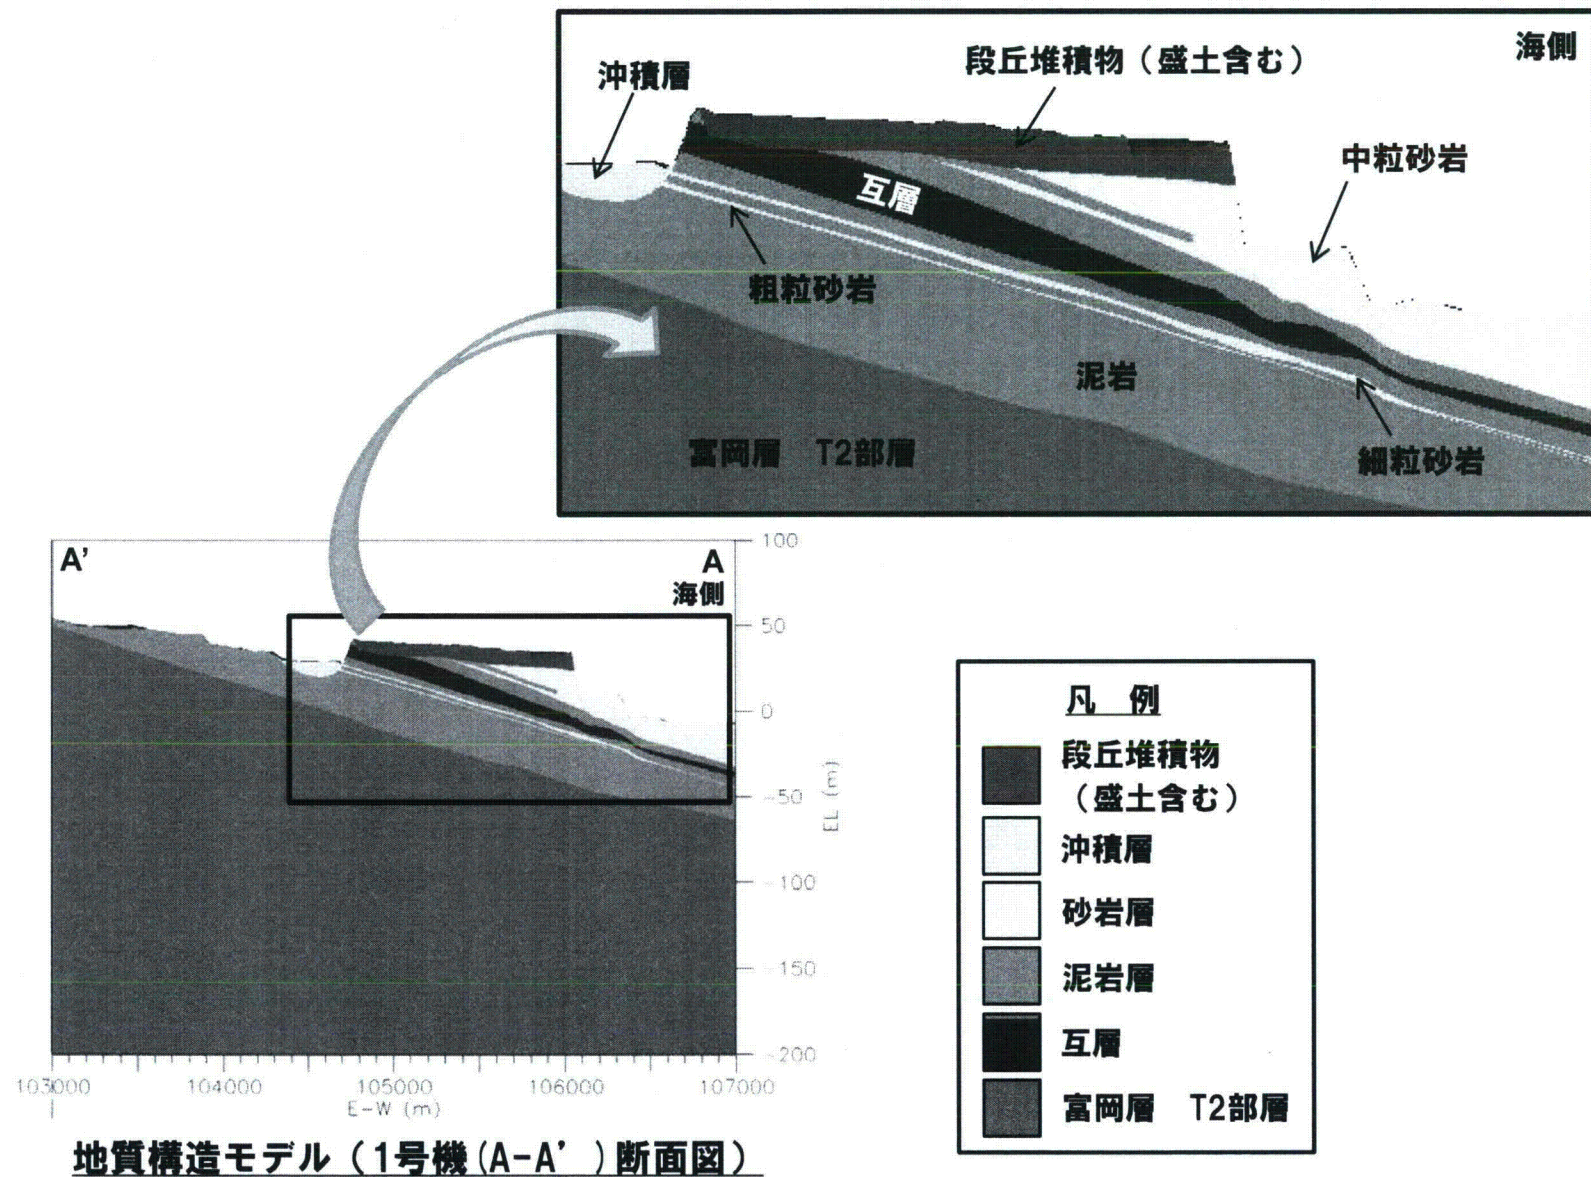 海側
段丘堆積物（盛土含む）
沖積層
中粒砂岩
互層
粗粒砂岩
泥岩
富岡層　T2部層
細粒砂岩
A’
A
海側
100
50
0
-50
-100
-150
-200
EL (m)
103000
104000
105000
106000
107000
E-W (m)
凡　例
段丘堆積物
（盛土含む）
沖積層
砂岩層
泥岩層
互層
富岡層　T2部層
地質構造モデル（1号機(A-A’)断面図）